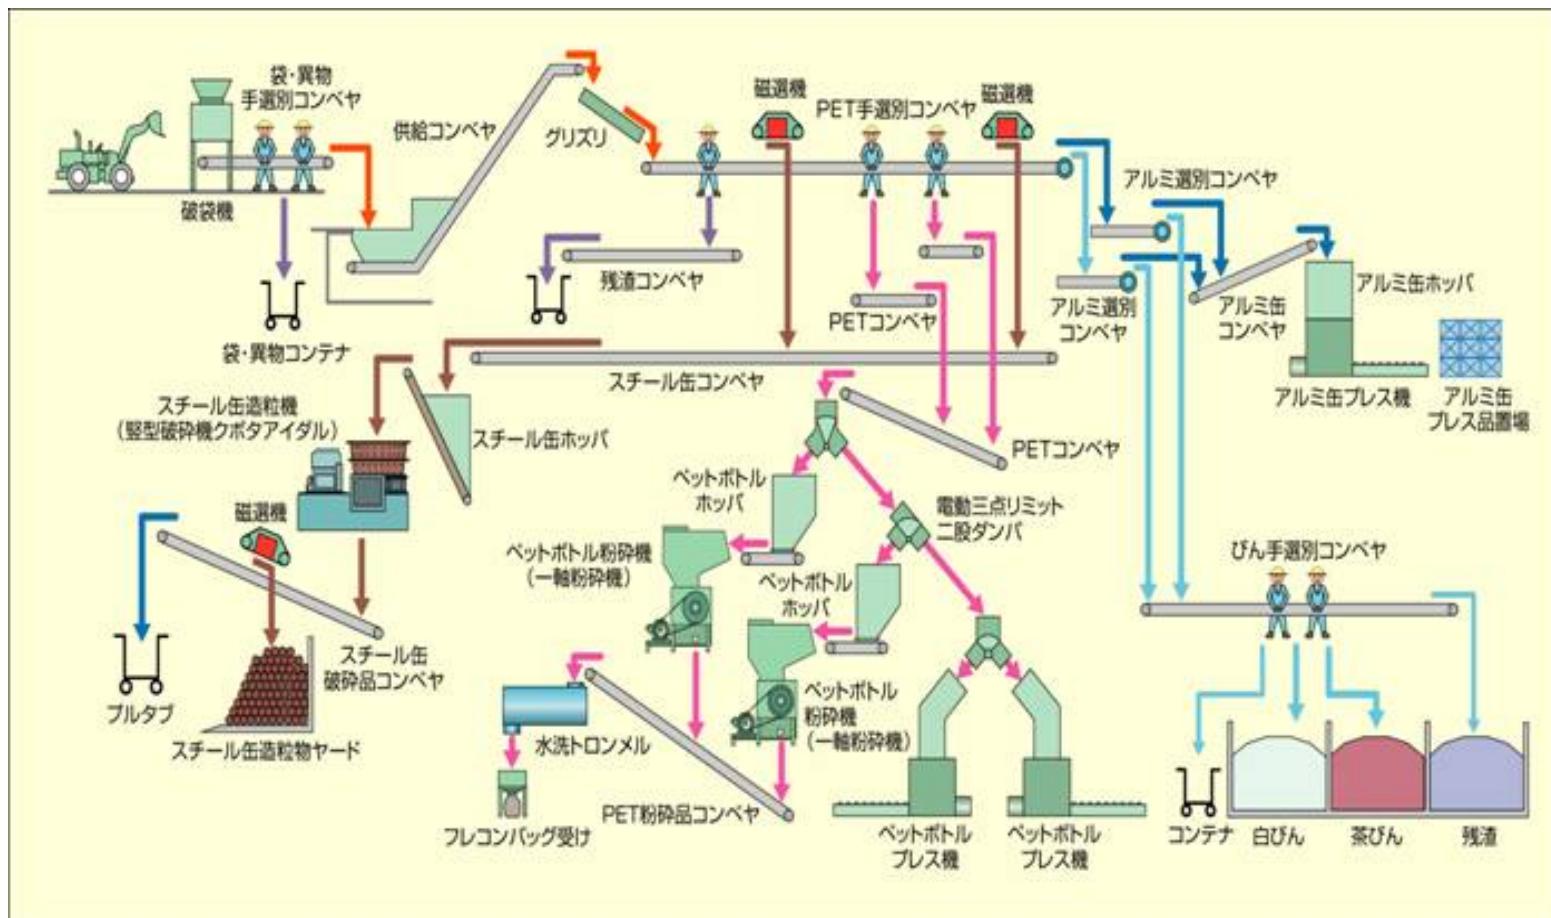 袋・異物
手選別コンベヤ
破袋機
袋・異物コンテナ
供給コンベヤ
グリズリ
残渣コンベヤ
磁選機
PET手選別コンベヤ
磁選機
PETコンベヤ
アルミ選別コンベヤ
アルミ選別
コンベヤ
アルミ缶
コンベヤ
アルミ缶ホッパ
アルミ缶プレス機
アルミ缶
プレス品置場
スチール缶コンベヤ
スチール缶ホッパ
スチール缶造粒機
(竪型破砕機クボタアイダル)
磁選機
プルタブ
スチール缶
破砕品コンベヤ
スチール缶造粒物ヤード
PETコンベヤ
ペットボトル
ホッパ
電動三点リミット
二股ダンパ
ペットボトル粉砕機
(一軸粉砕機)
ペットボトル
ホッパ
ペットボトル
粉砕機
(一軸粉砕機)
水洗トロンメル
フレコンバッグ受け
PET粉砕品コンベヤ
ペットボトル
プレス機
ペットボトル
プレス機
びん手選別コンベヤ
コンテナ
白びん
茶びん
残渣